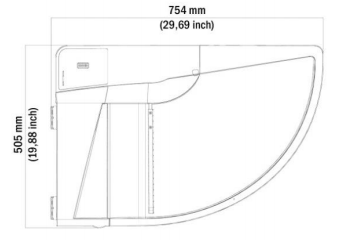 754 mm
(29,69 inch)
505 mm
(19,88 inch)